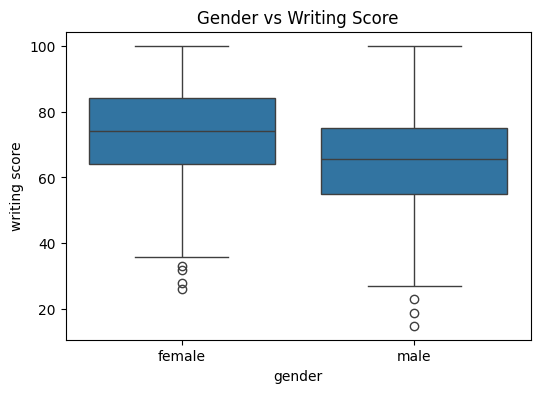 Gender vs Writing Score
100
80
60
40
20
writing score
female
male
gender